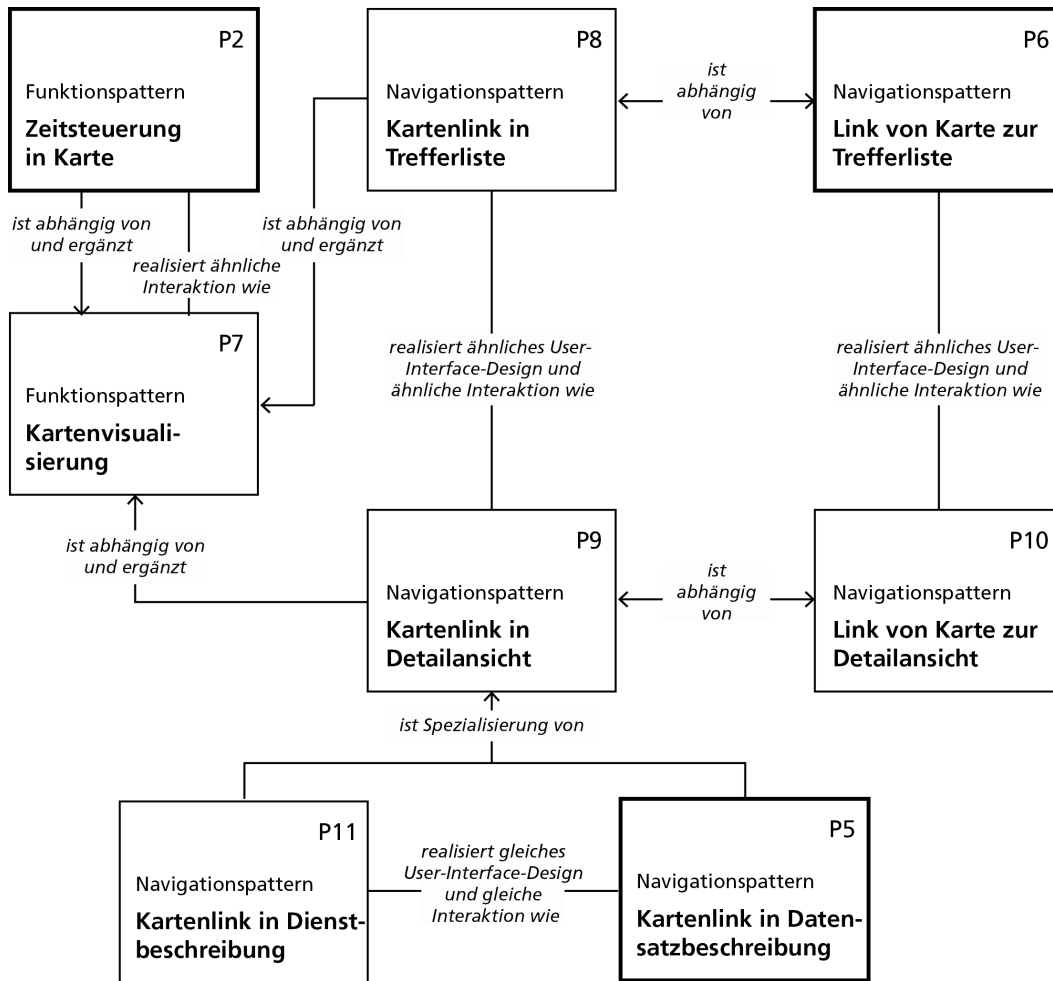 P2
Funktionspattern
Zeitsteuerung
in Karte
P8
Navigationspattern
Kartenlink in
Trefferliste
ist
abhängig
von
P6
Navigationspattern
Link von Karte zur
Trefferliste
ist abhängig von
und ergänzt
realisiert ähnliche
Interaktion wie
ist abhängig von
und ergänzt
P7
Funktionspattern
Kartenvisuali-
sierung
realisiert ähnliches User-
Interface-Design und
ähnliche Interaktion wie
realisiert ähnliches User-
Interface-Design und
ähnliche Interaktion wie
ist abhängig von
und ergänzt
P9
Navigationspattern
Kartenlink in
Detailansicht
ist
abhängig
von
P10
Navigationspattern
Link von Karte zur
Detailansicht
ist Spezialisierung von
P11
Navigationspattern
Kartenlink in Dienst-
beschreibung
realisiert gleiches
User-Interface-Design
und gleiche
Interaktion wie
P5
Navigationspattern
Kartenlink in Daten-
satzbeschreibung